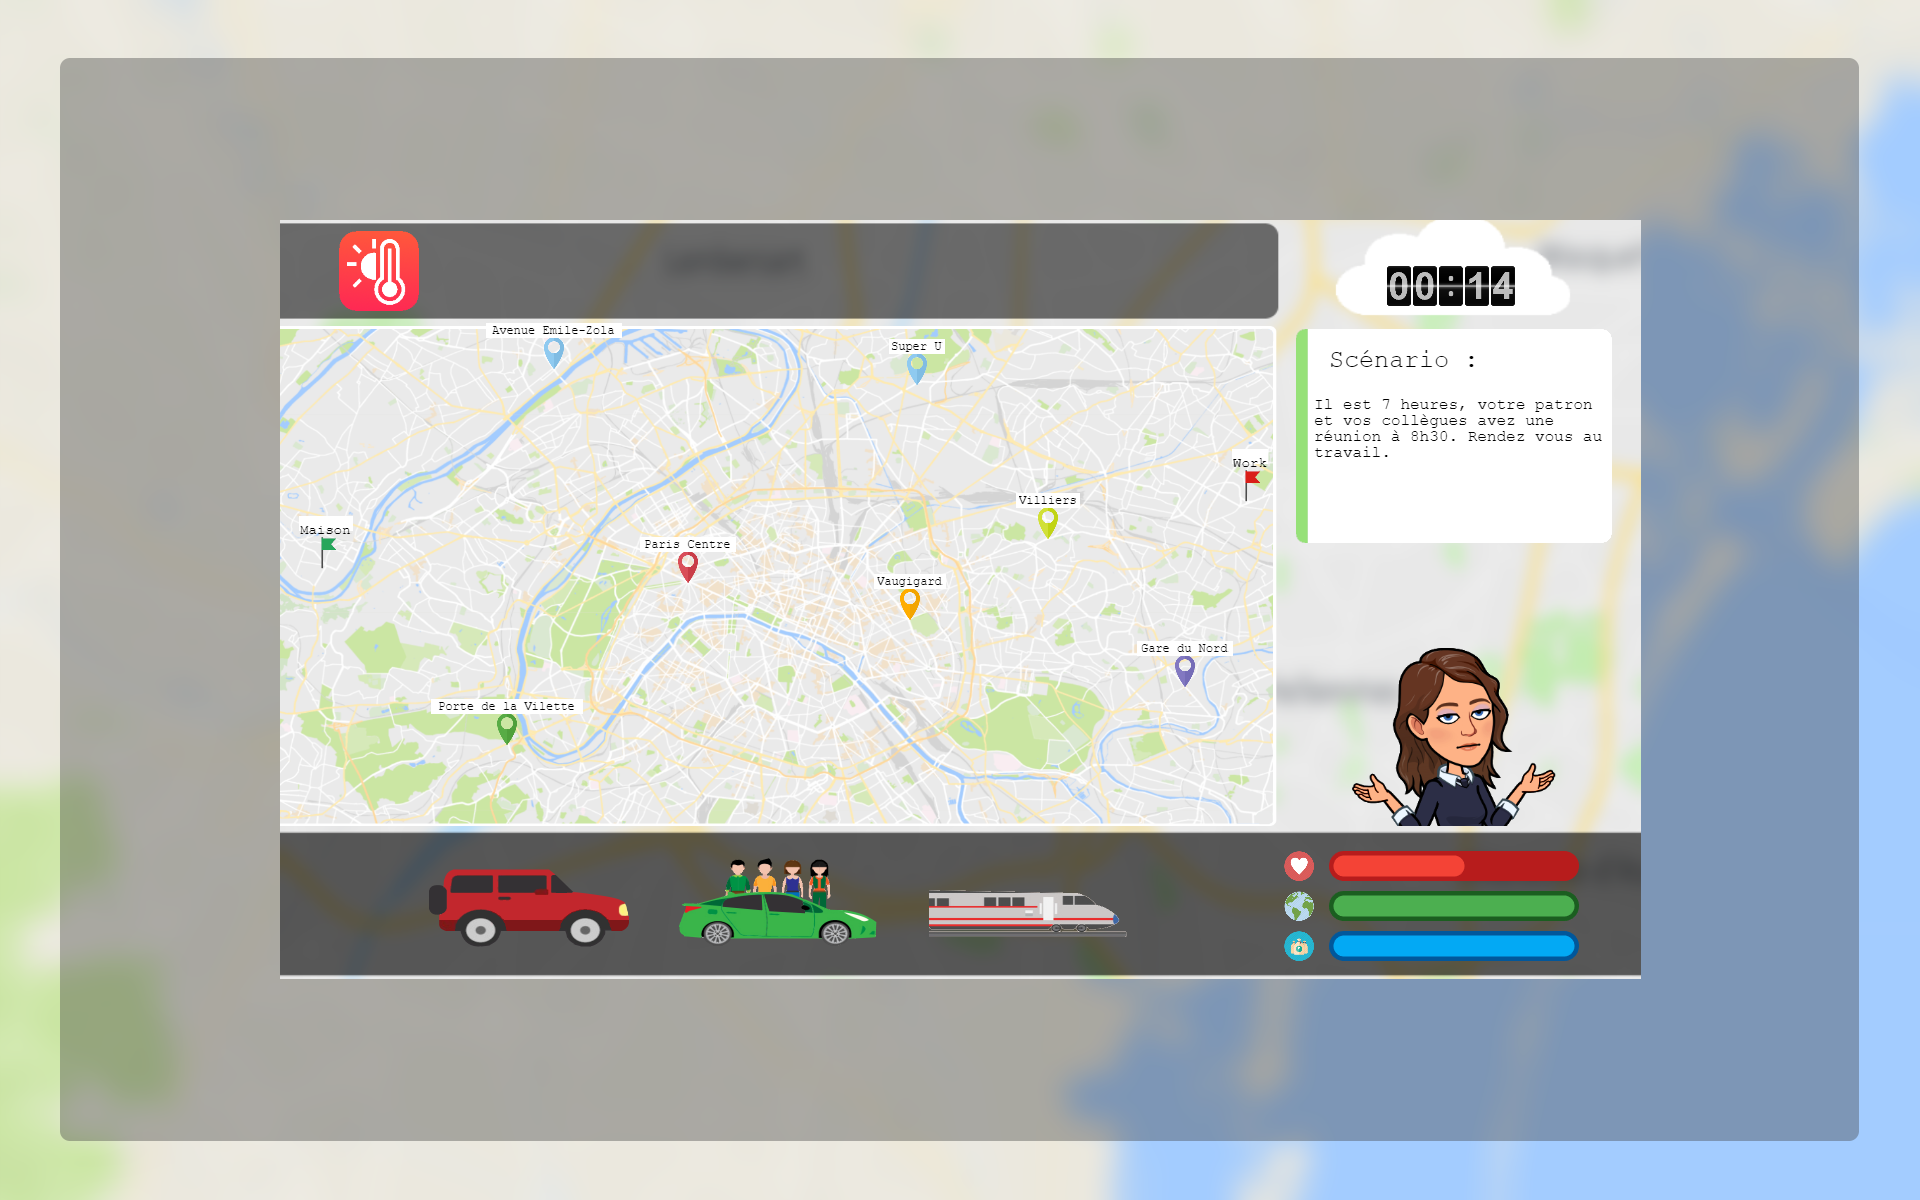 00:14
Avenue Emile-Zola
Super U
Scénario :
Il est 7 heures, votre patron
et vos collègues avez une
réunion à 8h30. Rendez vous au
travail.
Work
Villiers
Maison
Paris Centre
Vaugigard
Gare du Nord
Porte de la Vilette